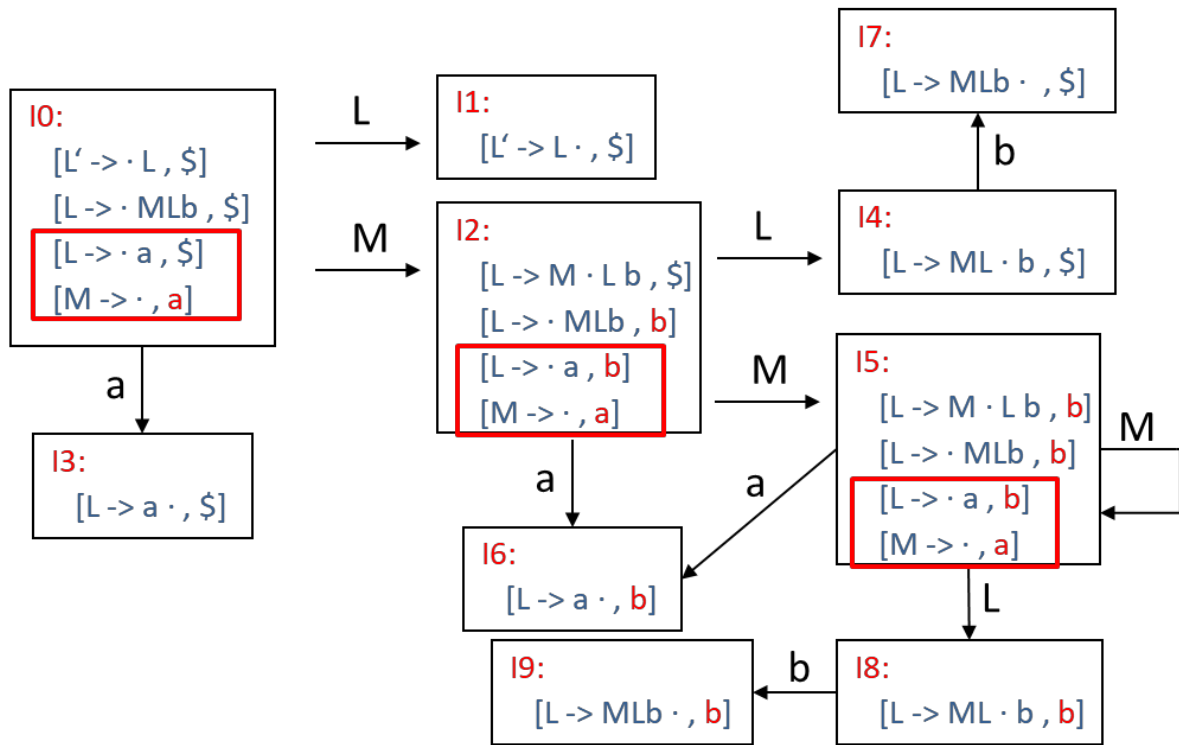 I0:
[L‘ -> · L , $]
[L -> · MLb , $]
[L -> · a , $]
[M -> · , a]
L
M
a
I1:
[L‘ -> L · , $]
I2:
[L -> M · L b , $]
[L -> · MLb , b]
[L -> · a , b]
[M -> · , a]
L
M
a
I3:
[L -> a · , $]
I7:
[L -> MLb · , $]
b
I4:
[L -> ML · b , $]
I5:
[L -> M · L b , b]
[L -> · MLb , b]
[L -> · a , b]
[M -> · , a]
M
a
L
I6:
[L -> a · , b]
I9:
[L -> MLb · , b]
b
I8:
[L -> ML · b , b]